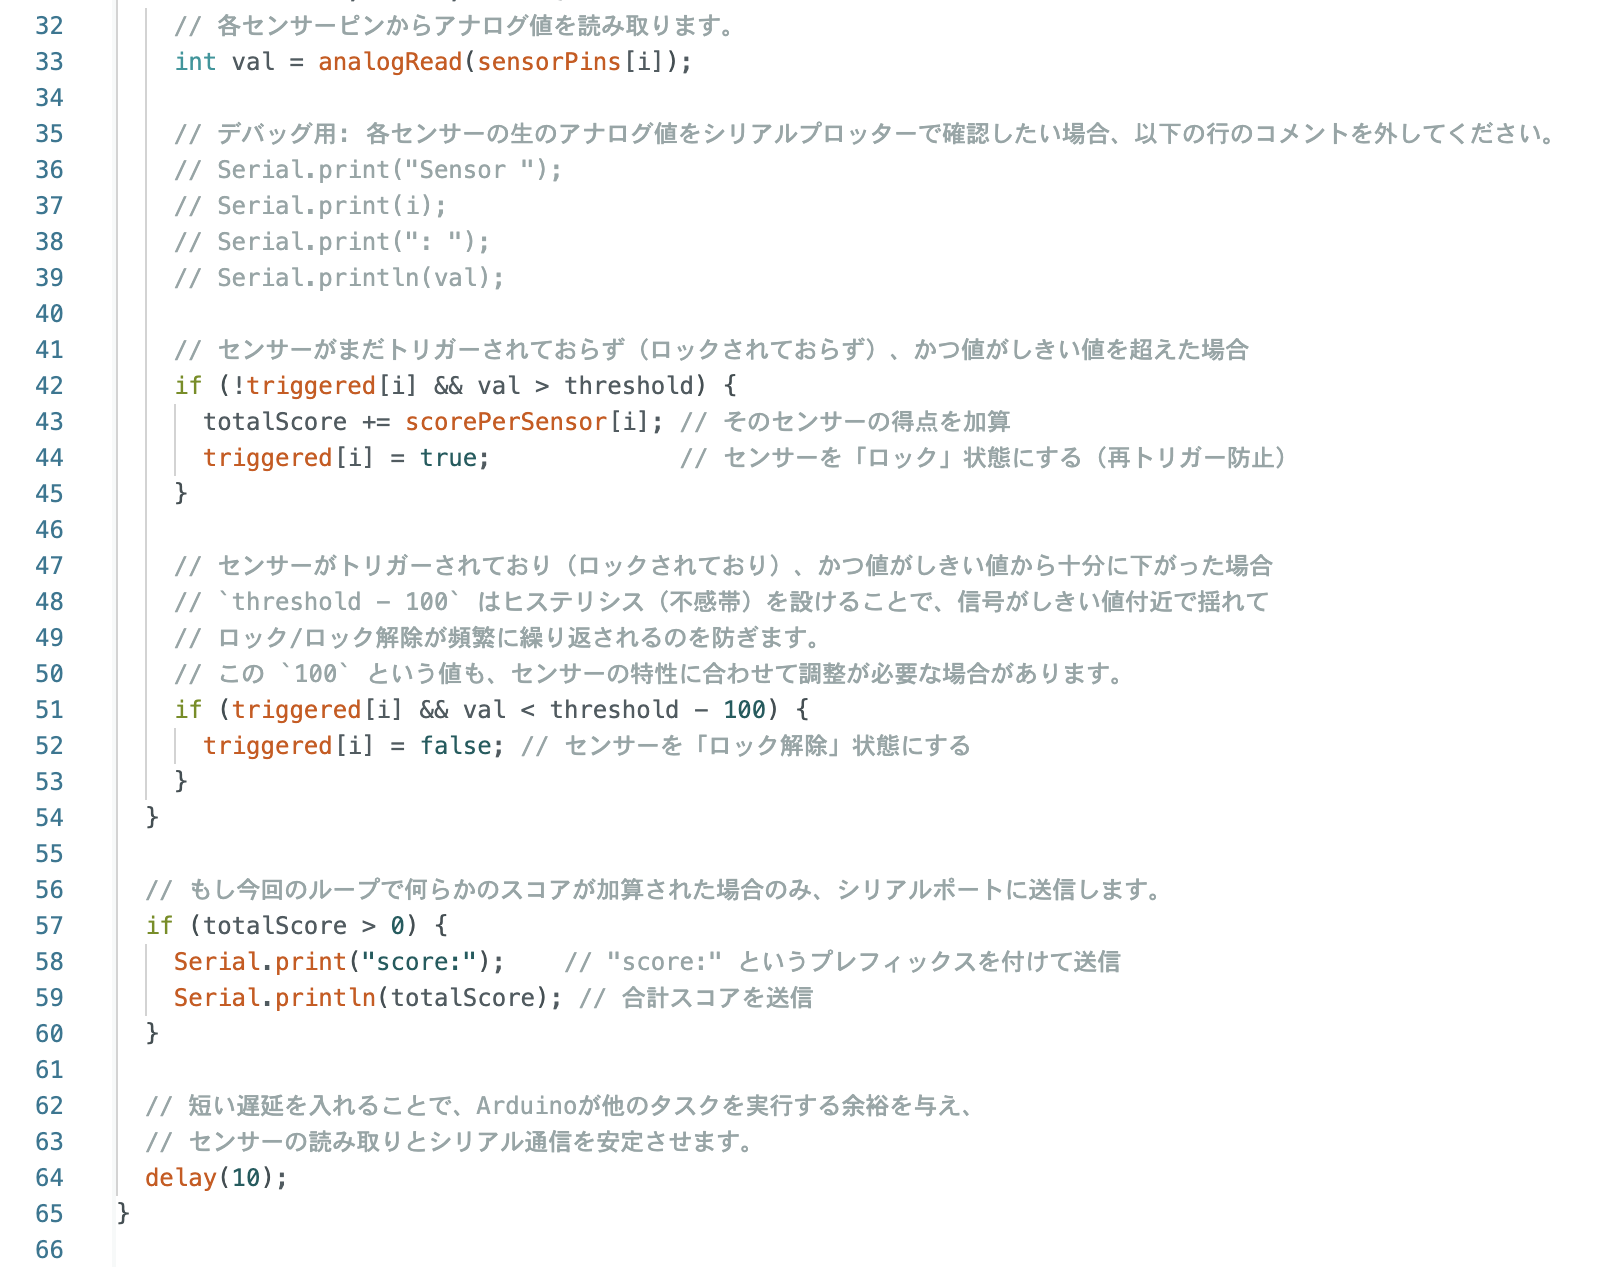 32 // 各センサーピンからアナログ値を読み取ります。
33 int val = analogRead(sensorPins[i]);
34
35 // デバッグ用: 各センサーの生のアナログ値をシリアルプロッターで確認したい場合、以下の行のコメントを外してください。
36 // Serial.print("Sensor ");
37 // Serial.print(i);
38 // Serial.print(": ");
39 // Serial.println(val);
40
41 // センサーがまだトリガーされておらず（ロックされておらず）、かつ値がしきい値を超えた場合
42 if (!triggered[i] && val > threshold) {
43 totalScore += scorePerSensor[i]; // そのセンサーの得点を加算
44 triggered[i] = true; // センサーを「ロック」状態にする（再トリガー防止）
45 }
46
47 // センサーがトリガーされており（ロックされており）、かつ値がしきい値から十分に下がった場合
48 // `threshold - 100` はヒステリシス（不感帯）を設けることで、信号がしきい値付近で揺れて
49 // ロック/ロック解除が頻繁に繰り返されるのを防ぎます。
50 // この `100` という値も、センサーの特性に合わせて調整が必要な場合があります。
51 if (triggered[i] && val < threshold - 100) {
52 triggered[i] = false; // センサーを「ロック解除」状態にする
53 }
54 }
55
56 // もし今回のループで何らかのスコアが加算された場合のみ、シリアルポートに送信します。
57 if (totalScore > 0) {
58 Serial.print("score:"); // "score:" というプレフィックスを付けて送信
59 Serial.println(totalScore); // 合計スコアを送信
60 }
61
62 // 短い遅延を入れることで、Arduinoが他のタスクを実行する余裕を与え、
63 // センサーの読み取りとシリアル通信を安定させます。
64 delay(10);
65 }
66